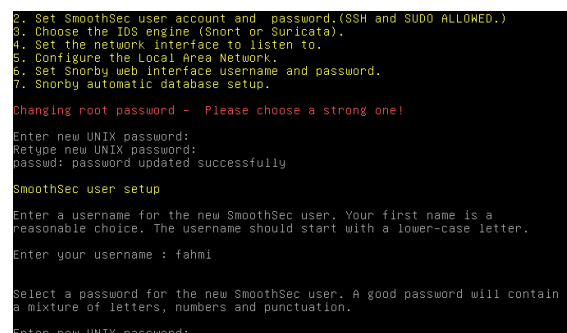 2. Set SmoothSec user account and  password.(SSH and SUDO ALLOWED.)
3. Choose the IDS engine (Snort or Suricata).
4. Set the network interface to listen to.
5. Configure the Local Area Network.
6. Set Snorby web interface username and password.
7. Snorby automatic database setup.
Changing root password -  Please choose a strong one!
Enter new UNIX password:
Retype new UNIX password:
passwd: password updated successfully
SmoothSec user setup
Enter a username for the new SmoothSec user. Your first name is a
reasonable choice. The username should start with a lower-case letter.
Enter your username : fahmi
Select a password for the new SmoothSec user. A good password will contain
a mixture of letters, numbers and punctuation.
Enter new UNIX password: